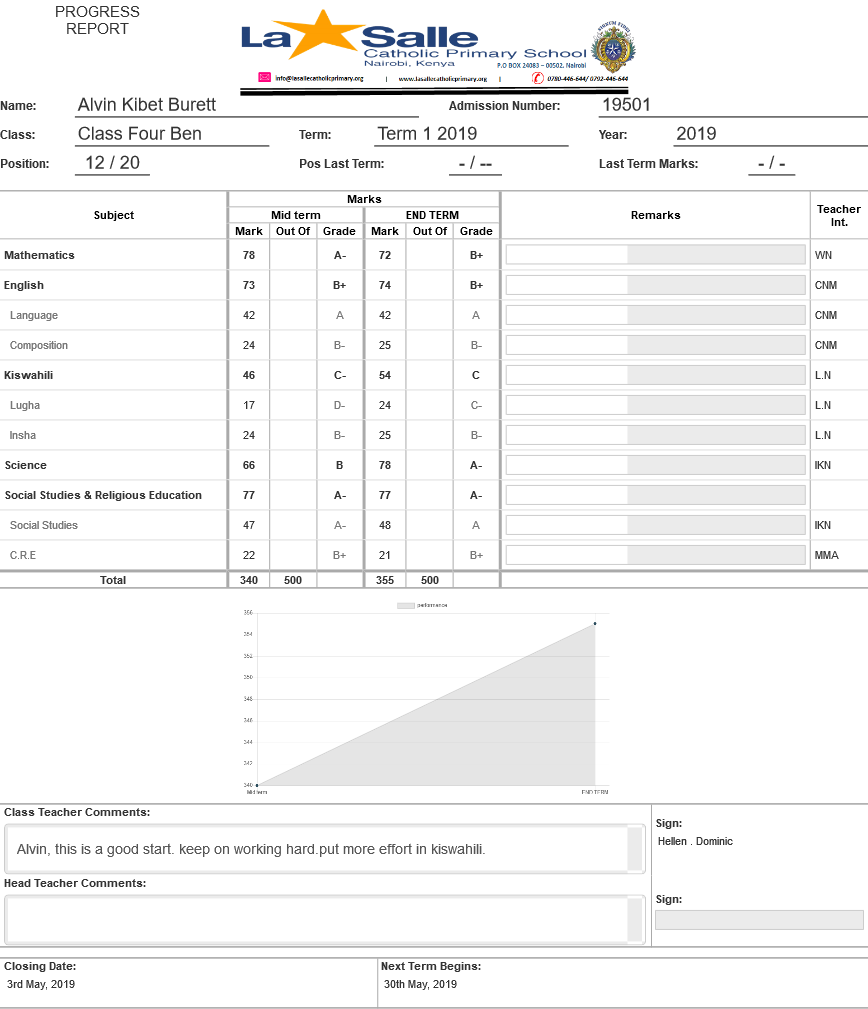 PROGRESS
REPORT
La Salle
Catholic Primary School
Nairobi, Kenya
P.O BOX 24083 – 00502, Nairobi
info@lasallecatholicprimary.org | www.lasallecatholicprimary.org | 0780-446-644/ 0792-446-644
Name: Alvin Kibet Burett Admission Number: 19501
Class: Class Four Ben Term: Term 1 2019 Year: 2019
Position: 12 / 20 Pos Last Term: - / -- Last Term Marks: - / -
Marks
Subject Mid term END TERM Remarks Teacher Int.
Mark Out Of Grade Mark Out Of Grade
Mathematics 78 A- 72 B+ WN
English 73 B+ 74 B+ CNM
Language 42 A 42 A CNM
Composition 24 B- 25 B- CNM
Kiswahili 46 C- 54 C L.N
Lugha 17 D- 24 C- L.N
Insha 24 B- 25 B- L.N
Science 66 B 78 A- IKN
Social Studies & Religious Education 77 A- 77 A-
Social Studies 47 A- 48 A IKN
C.R.E 22 B+ 21 B+ MMA
Total 340 500 355 500
performance
356
354
352
350
348
346
344
342
340
Mid term END TERM
Class Teacher Comments:
Sign:
Alvin, this is a good start. keep on working hard.put more effort in kiswahili.
Hellen . Dominic
Head Teacher Comments:
Sign:
Closing Date: Next Term Begins:
3rd May, 2019 30th May, 2019